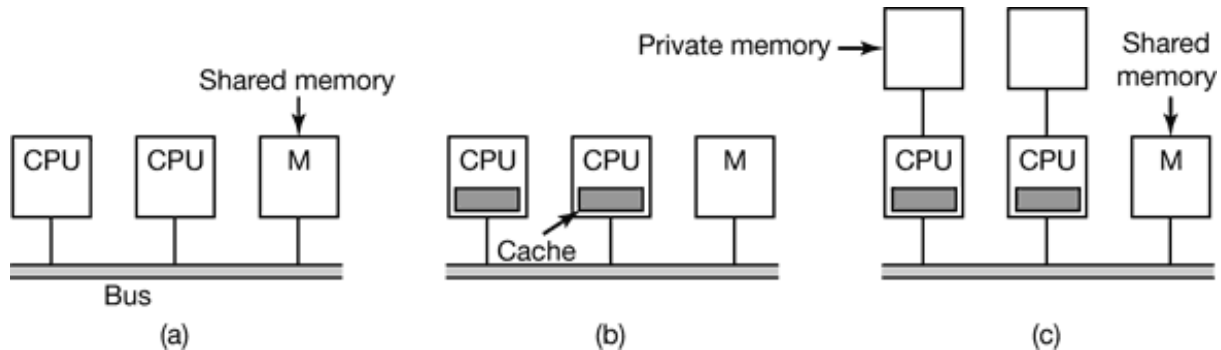 Shared memory
CPU
CPU
M
Bus
(a)
CPU
CPU
M
Cache
(b)
Private memory
Shared
memory
CPU
CPU
M
(c)